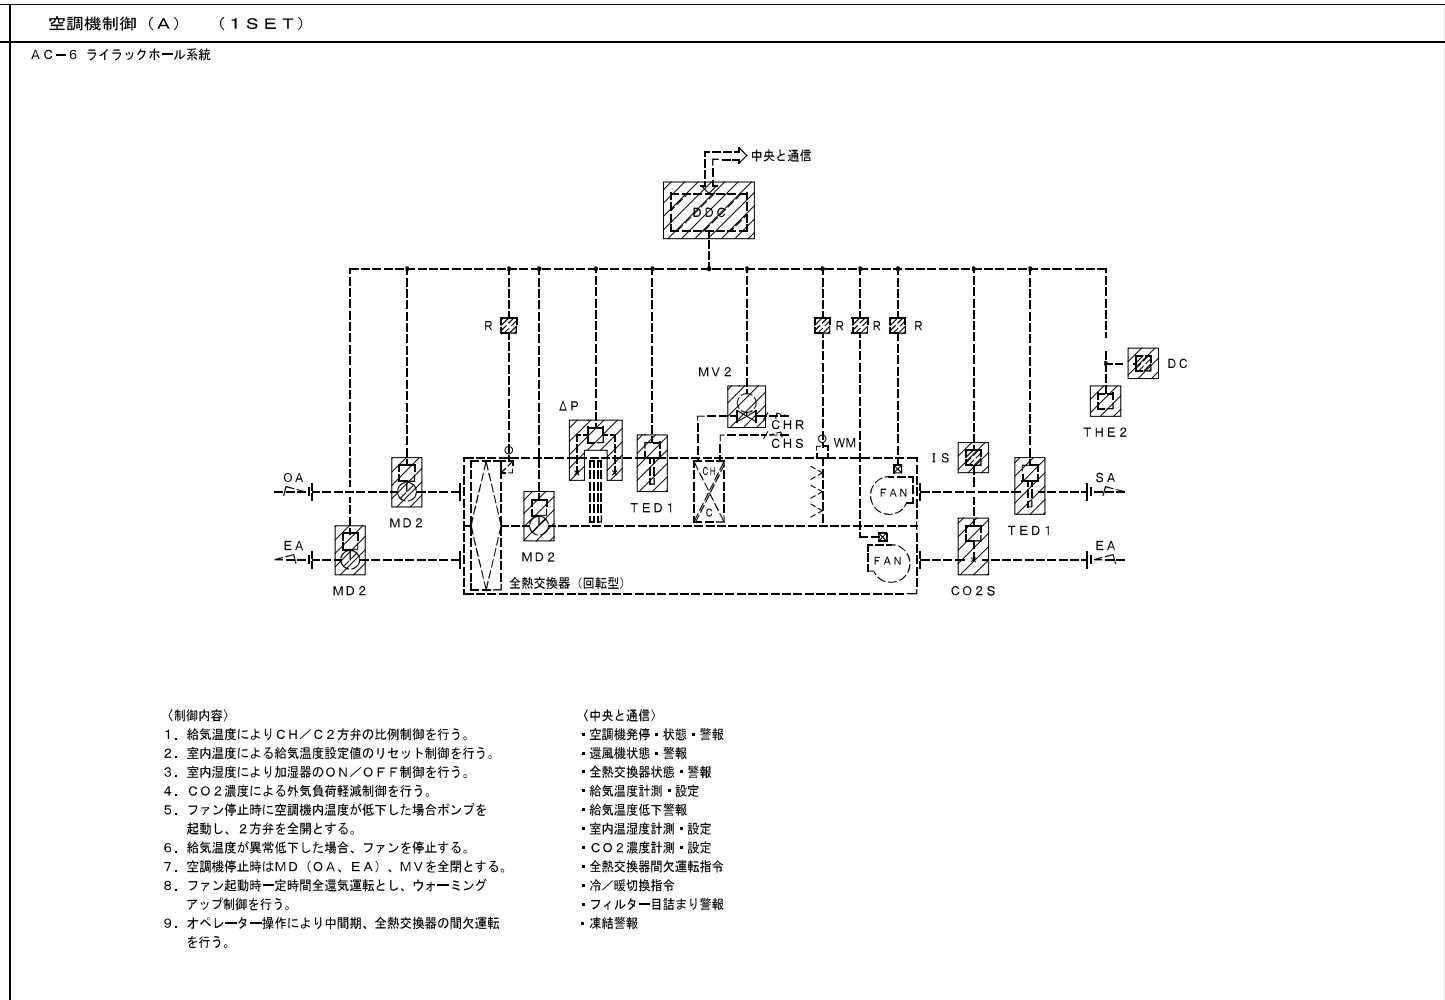 空調機制御（A）　（1SET）
AC－6 ライラックホール系統
中央と通信
DDC
R
R
R
R
DC
MV2
ΔP
THE2
CHR
CHS
WM
IS
OA
MD2
TED1
CH
C
FAN
SA
TED1
EA
MD2
MD2
FAN
EA
全熱交換器（回転型）
CO2S
〈制御内容〉
1．給気温度によりCH／C2方弁の比例制御を行う。
2．室内温度による給気温度設定値のリセット制御を行う。
3．室内湿度により加湿器のON／OFF制御を行う。
4．CO2濃度による外気負荷軽減制御を行う。
5．ファン停止時に空調機内温度が低下した場合ポンプを
起動し、2方弁を全開とする。
6．給気温度が異常低下した場合、ファンを停止する。
7．空調機停止時はMD（OA、EA）、MVを全閉とする。
8．ファン起動時一定時間全還気運転とし、ウォーミング
アップ制御を行う。
9．オペレーター操作により中間期、全熱交換器の間欠運転
を行う。
〈中央と通信〉
・空調機発停・状態・警報
・還風機状態・警報
・全熱交換器状態・警報
・給気温度計測・設定
・給気温度低下警報
・室内温湿度計測・設定
・CO2濃度計測・設定
・全熱交換器間欠運転指令
・冷／暖切換指令
・フィルター目詰まり警報
・凍結警報